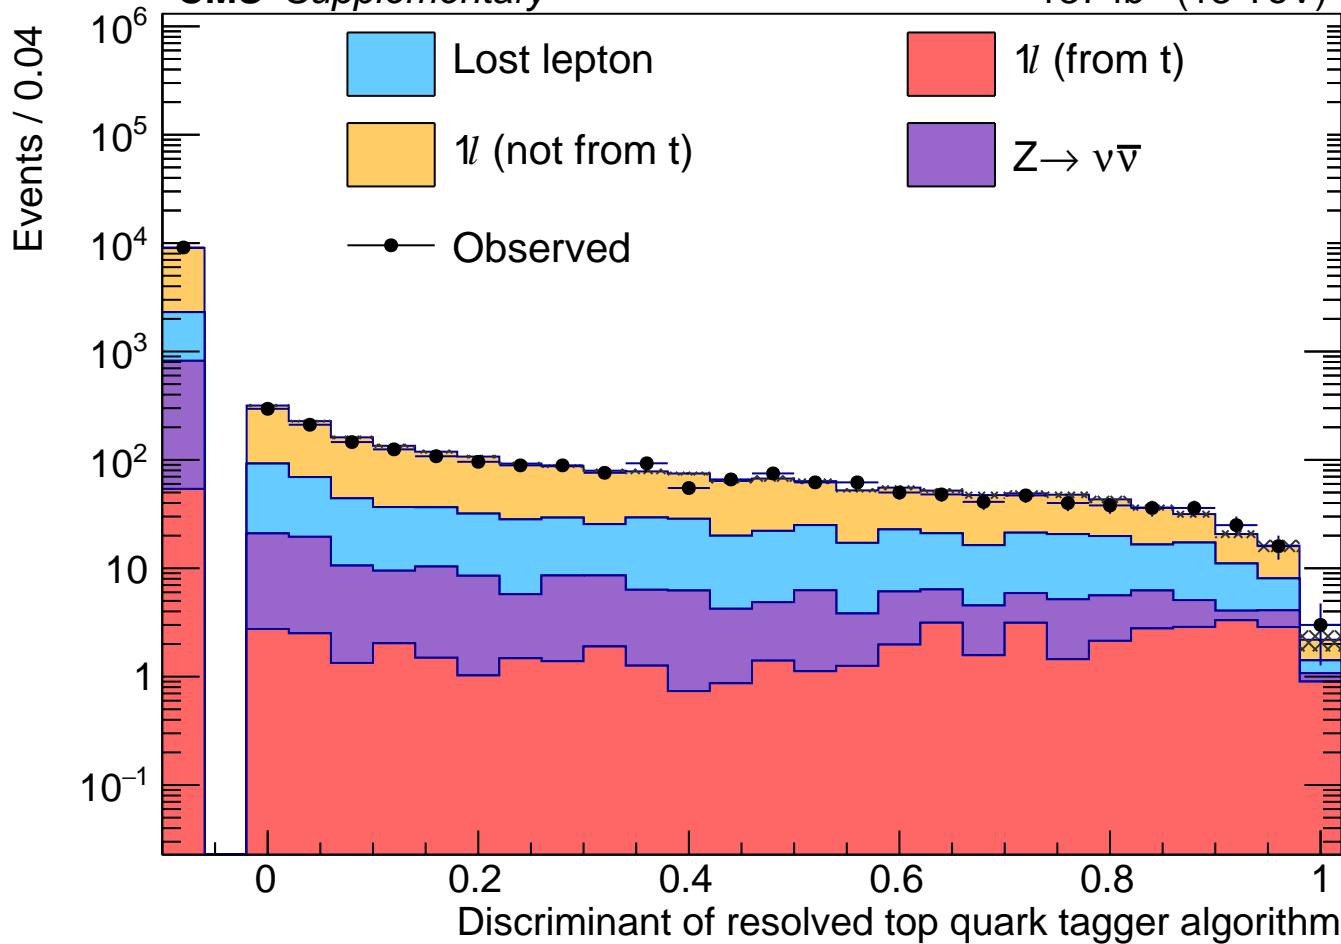 CMS Supplementary
Events / 0.04
10⁶
10⁵
10⁴
10³
10²
10
1
10⁻¹
Lost lepton
1l (from t)
1l (not from t)
Z→ νν̅
Observed
0 0.2 0.4 0.6 0.8 1
Discriminant of resolved top quark tagger algorithm